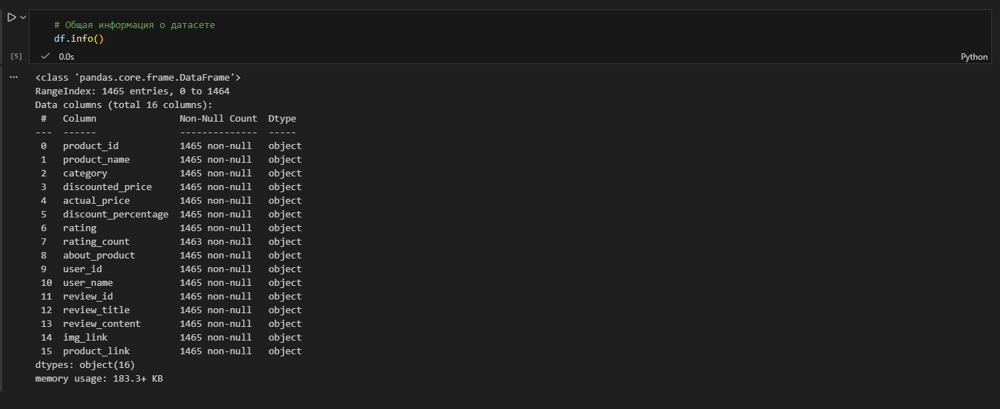 # Общая информация о датасете
df.info()
[5]
0.0s
Python
...
<class 'pandas.core.frame.DataFrame'>
RangeIndex: 1465 entries, 0 to 1464
Data columns (total 16 columns):
 #   Column               Non-Null Count  Dtype
---  ------               --------------  -----
 0   product_id           1465 non-null   object
 1   product_name         1465 non-null   object
 2   category             1465 non-null   object
 3   discounted_price     1465 non-null   object
 4   actual_price         1465 non-null   object
 5   discount_percentage  1465 non-null   object
 6   rating               1465 non-null   object
 7   rating_count         1463 non-null   object
 8   about_product        1465 non-null   object
 9   user_id              1465 non-null   object
 10  user_name            1465 non-null   object
 11  review_id            1465 non-null   object
 12  review_title         1465 non-null   object
 13  review_content       1465 non-null   object
 14  img_link             1465 non-null   object
 15  product_link         1465 non-null   object
dtypes: object(16)
memory usage: 183.3+ KB